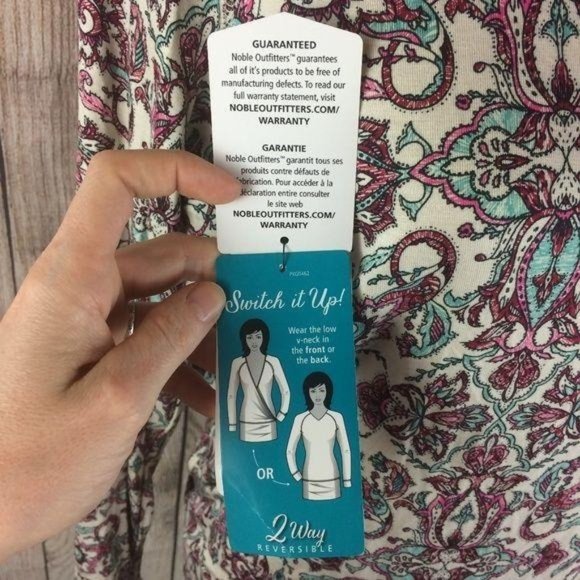 GUARANTEED
Noble Outfitters™ guarantees
all of it's products to be free of
manufacturing defects. To read our
full warranty statement, visit
NOBLEOUTFITTERS.COM/
WARRANTY
GARANTIE
Noble Outfitters™ garantit tous ses
produits contre défauts de
fabrication. Pour accéder à la
déclaration entire consulter
le site web
NOBLEOUTFITTERS.COM/
WARRANTY
Switch it Up!
Wear the low
v-neck in
the front or
the back.
OR
2 Way
REVERSIBLE